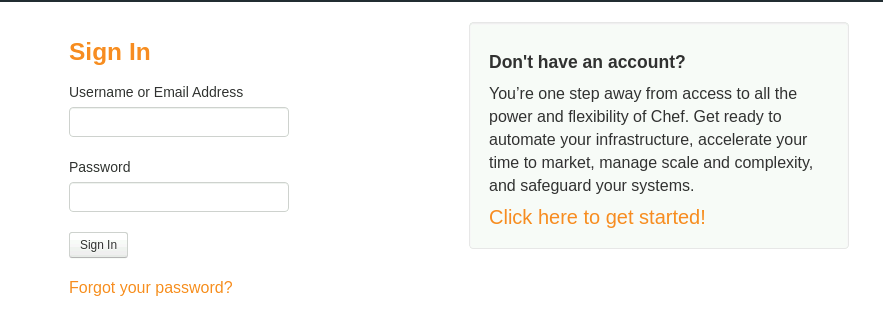 Sign In
Username or Email Address
Password
Sign In
Forgot your password?
Don't have an account?
You’re one step away from access to all the
power and flexibility of Chef. Get ready to
automate your infrastructure, accelerate your
time to market, manage scale and complexity,
and safeguard your systems.
Click here to get started!